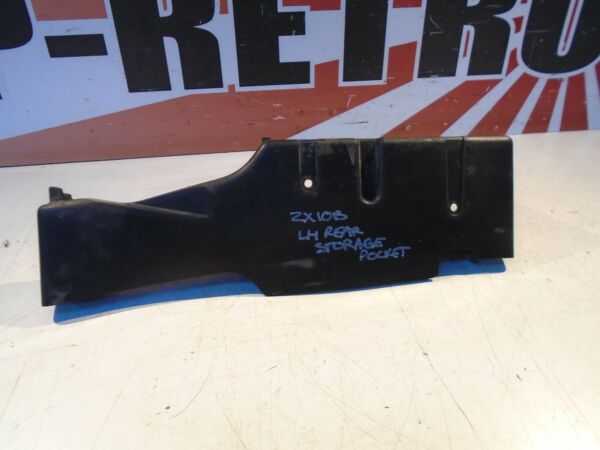 P-RETRO
ZX10B
LH REAR
STORAGE
POCKET